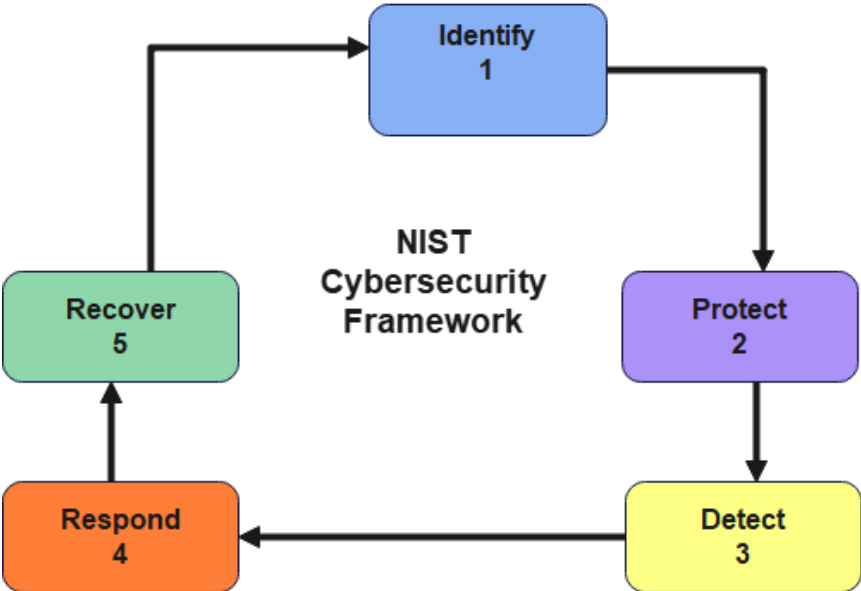 Identify
1
NIST
Cybersecurity
Framework
Recover
5
Protect
2
Respond
4
Detect
3